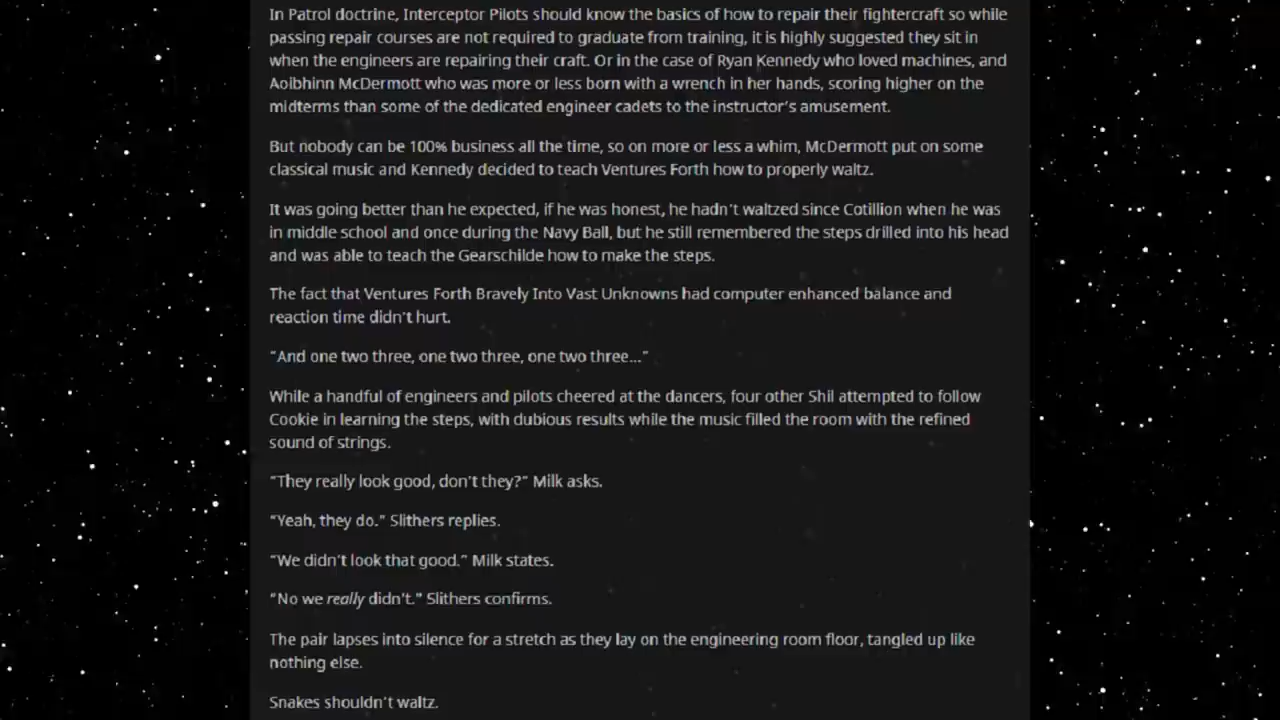 In Patrol doctrine, Interceptor Pilots should know the basics of how to repair their fightercraft so while
passing repair courses are not required to graduate from training, it is highly suggested they sit in
when the engineers are repairing their craft. Or in the case of Ryan Kennedy who loved machines, and
Aoibhinn McDermott who was more or less born with a wrench in her hands, scoring higher on the
midterms than some of the dedicated engineer cadets to the instructor's amusement.
But nobody can be 100% business all the time, so on more or less a whim, McDermott put on some
classical music and Kennedy decided to teach Ventures Forth how to properly waltz.
It was going better than he expected, if he was honest, he hadn't waltzed since Cotillion when he was
in middle school and once during the Navy Ball, but he still remembered the steps drilled into his head
and was able to teach the Gearschilde how to make the steps.
The fact that Ventures Forth Bravely Into Vast Unknowns had computer enhanced balance and
reaction time didn't hurt.
"And one two three, one two three, one two three..."
While a handful of engineers and pilots cheered at the dancers, four other Shil attempted to follow
Cookie in learning the steps, with dubious results while the music filled the room with the refined
sound of strings.
"They really look good, don't they?" Milk asks.
"Yeah, they do." Slithers replies.
"We didn't look that good." Milk states.
"No we really didn't." Slithers confirms.
The pair lapses into silence for a stretch as they lay on the engineering room floor, tangled up like
nothing else.
Snakes shouldn't waltz.